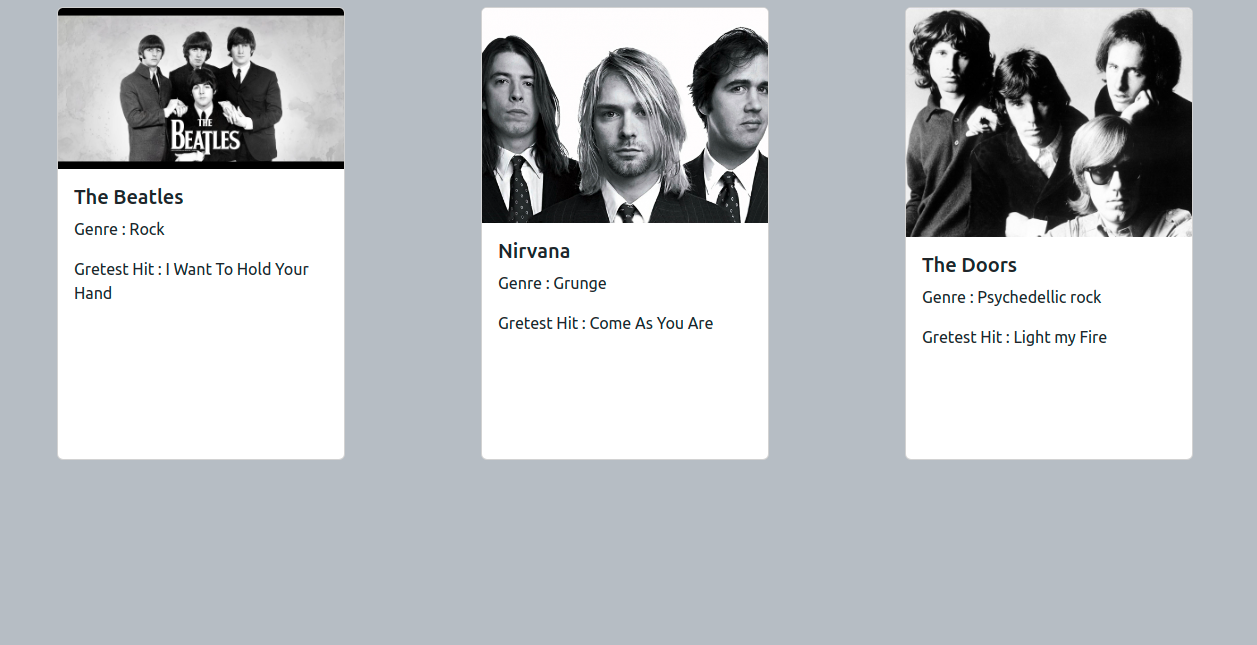 THE
BEATLES
The Beatles
Genre : Rock
Gretest Hit : I Want To Hold Your
Hand
Nirvana
Genre : Grunge
Gretest Hit : Come As You Are
The Doors
Genre : Psychedellic rock
Gretest Hit : Light my Fire